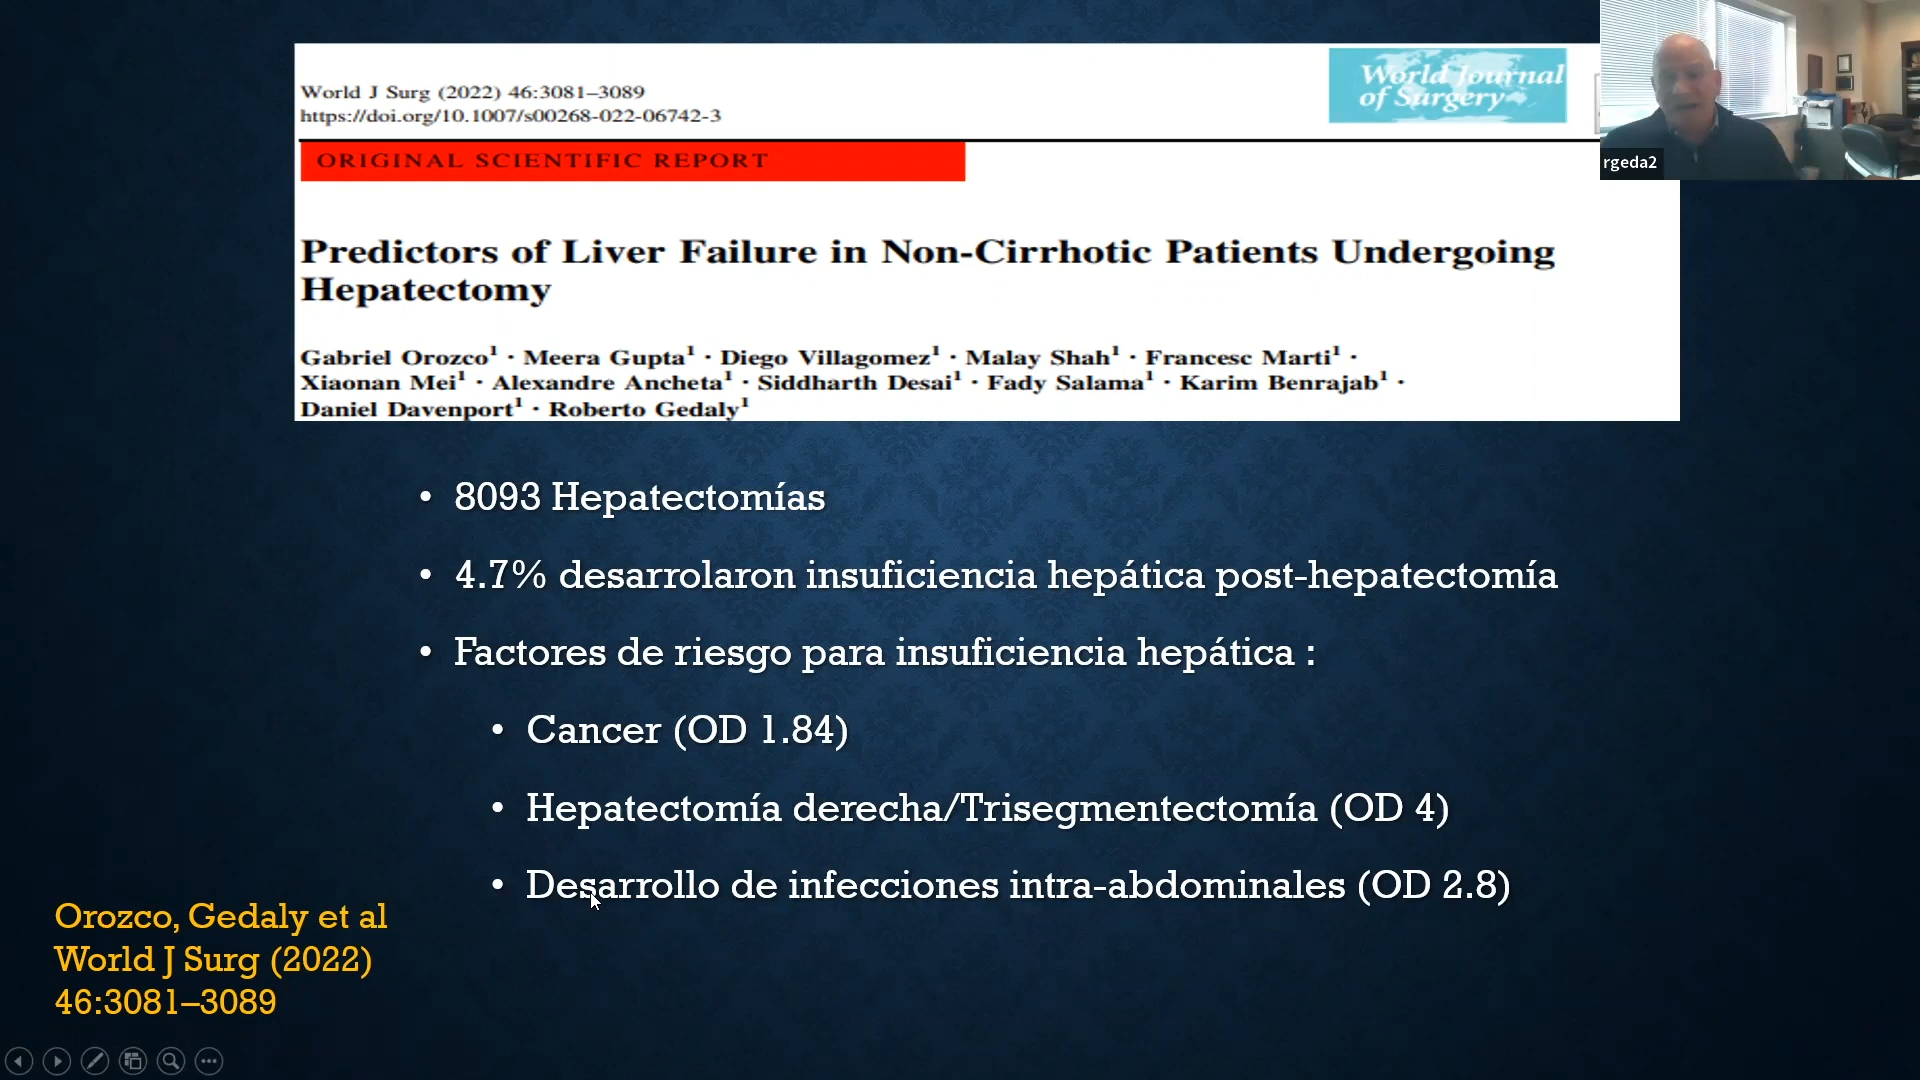 World J Surg (2022) 46:3081–3089
https://doi.org/10.1007/s00268-022-06742-3
World Journal
of Surgery
ORIGINAL SCIENTIFIC REPORT
Predictors of Liver Failure in Non-Cirrhotic Patients Undergoing
Hepatectomy
Gabriel Orozco¹ · Meera Gupta¹ · Diego Villagomez¹ · Malay Shah¹ · Francesc Marti¹ ·
Xiaonan Mei¹ · Alexandre Ancheta¹ · Siddharth Desai¹ · Fady Salama¹ · Karim Benrajab¹ ·
Daniel Davenport¹ · Roberto Gedaly¹
rgeda2
• 8093 Hepatectomías
• 4.7% desarrolaron insuficiencia hepática post-hepatectomía
• Factores de riesgo para insuficiencia hepática :
• Cancer (OD 1.84)
• Hepatectomía derecha/Trisegmentectomía (OD 4)
• Desarrollo de infecciones intra-abdominales (OD 2.8)
Orozco, Gedaly et al
World J Surg (2022)
46:3081–3089